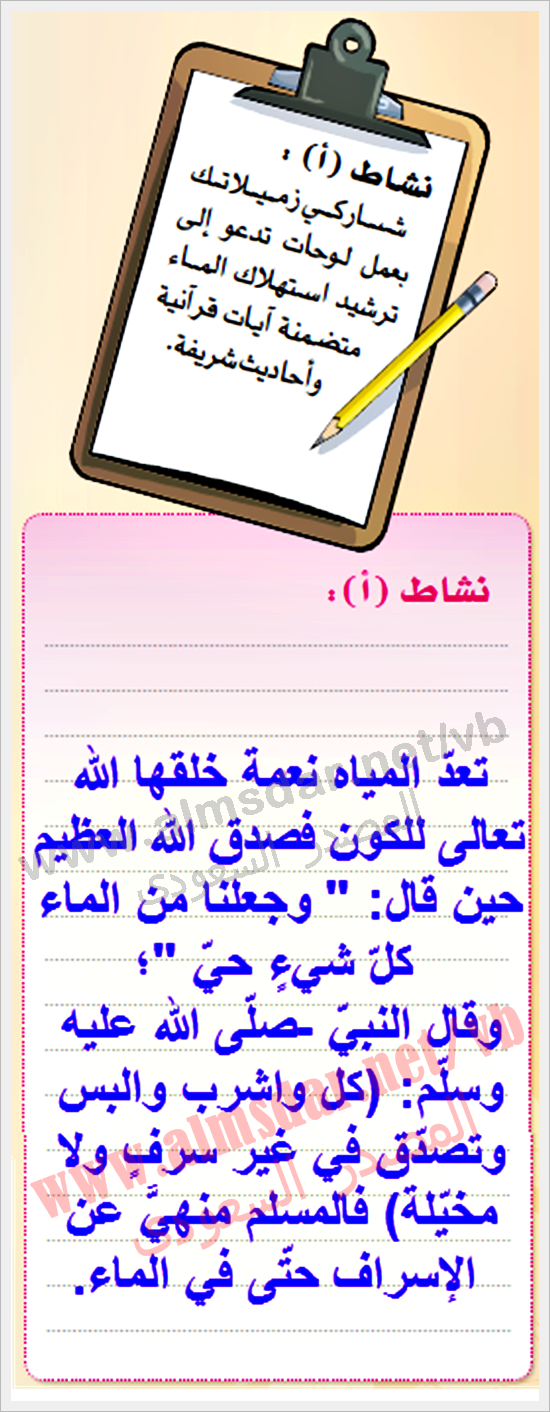 نشاط (أ) :
شاركي زميلاتك
بعمل لوحات تدعو إلى
ترشيد استهلاك الماء
متضمنة آيات قرآنية
وأحاديث شريفة.
نشاط (أ):
تعدّ المياه نعمة خلقها الله
تعالى للكون فصدق الله العظيم
حين قال: " وجعلنا من الماء
كلّ شيءٍ حيّ "؛
وقال النبيّ -صلّى الله عليه
وسلّم: (كل واشرب والبس
وتصدّق في غير سرفٍ ولا
مخيّلة) فالمسلم منهيَّ عن
الإسراف حتّى في الماء.
www.almsdar.net/vb
المصدر السعودي
www.almsdar.net/vb
المصدر السعودي